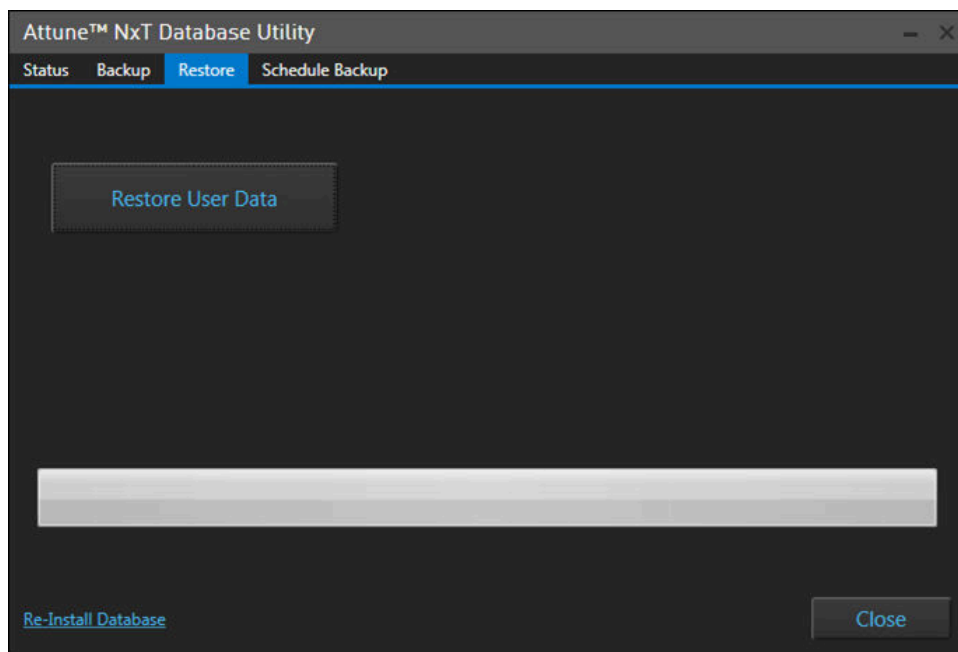 Attune™ NxT Database Utility
Status Backup Restore Schedule Backup
Restore User Data
Re-Install Database Close